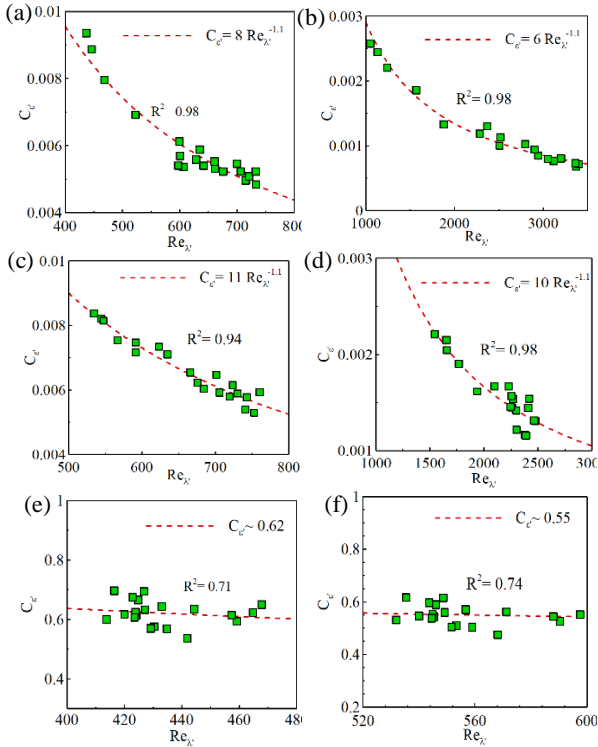 (a)
0.01
C_ε' = 8 Re_λ'^-1.1
0.008
R² 0.98
C_ε'
0.006
0.004
400 500 600 700 800
Re_λ'
(b)
0.003
C_ε' = 6 Re_λ'^-1.1
0.002
R² = 0.98
C_ε'
0.001
0
1000 2000 3000
Re_λ'
(c)
0.01
C_ε' = 11 Re_λ'^-1.1
0.008
R² = 0.94
C_ε'
0.006
0.004
500 600 700 800
Re_λ'
(d)
0.003
C_ε' = 10 Re_λ'^-1.1
R² = 0.98
C_ε'
0.002
0.001
1000 1500 2000 2500 300
Re_λ'
(e)
1
C_ε' ~ 0.62
0.8
R² = 0.71
C_ε'
0.6
0.4
0.2
400 420 440 460 48
Re_λ'
(f)
1
C_ε' ~ 0.55
0.8
R² = 0.74
C_ε'
0.6
0.4
0.2
520 560 600
Re_λ'